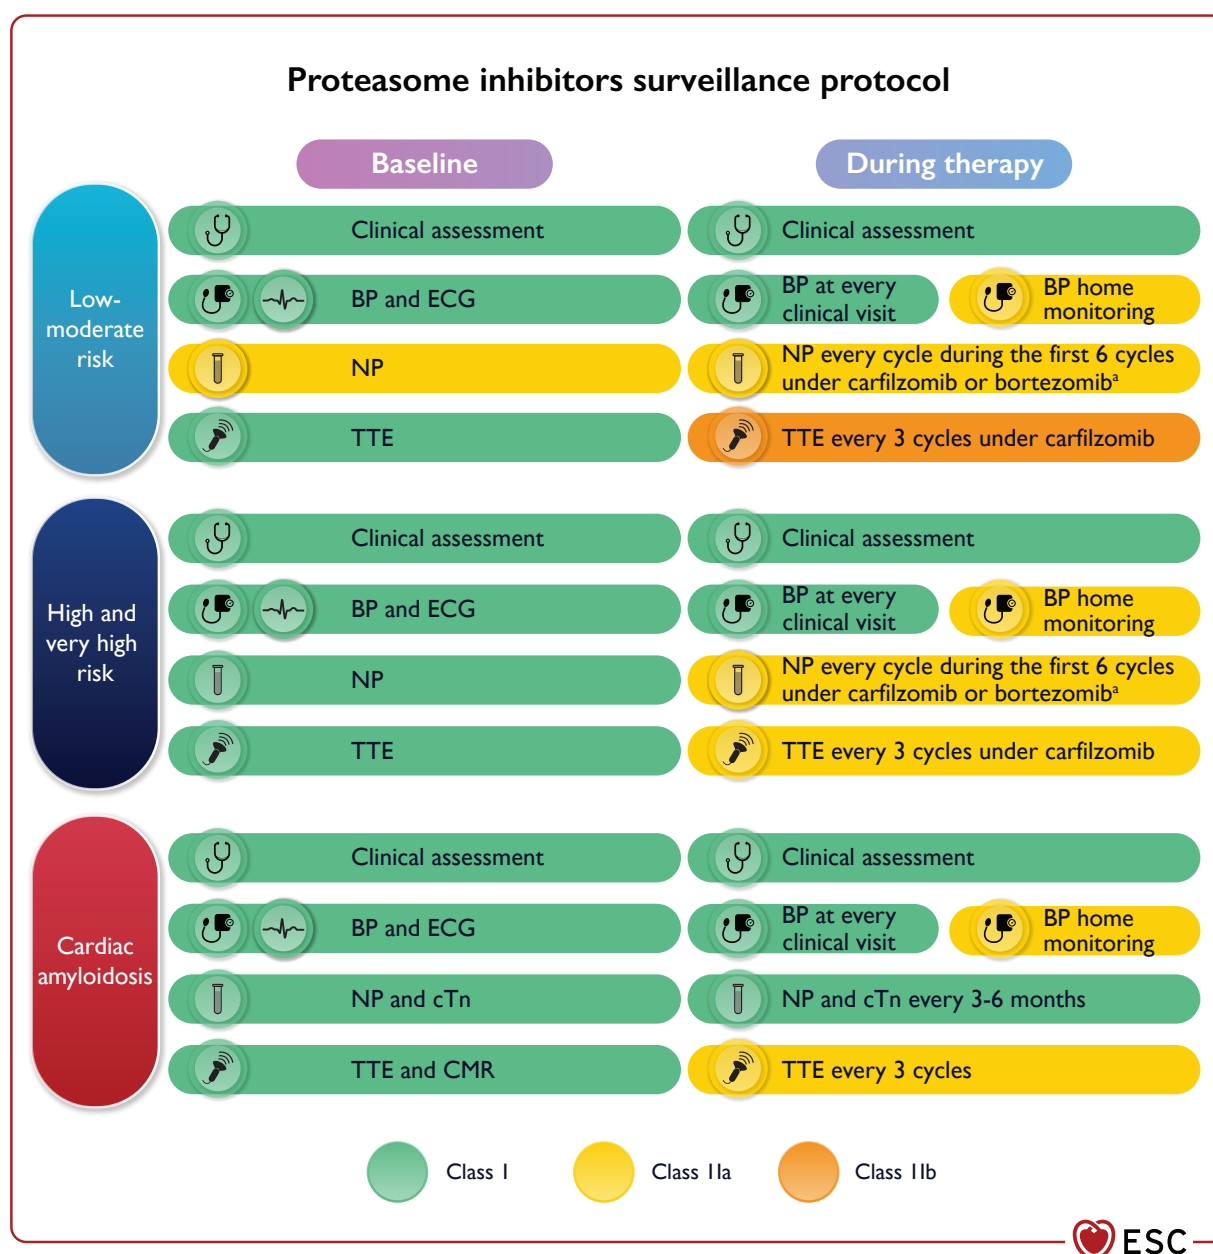 Proteasome inhibitors surveillance protocol
Baseline
During therapy
Low-
moderate
risk
Clinical assessment
Clinical assessment
BP and ECG
BP at every
clinical visit
BP home
monitoring
NP
NP every cycle during the first 6 cycles
under carfilzomib or bortezomibᵃ
TTE
TTE every 3 cycles under carfilzomib
High and
very high
risk
Clinical assessment
Clinical assessment
BP and ECG
BP at every
clinical visit
BP home
monitoring
NP
NP every cycle during the first 6 cycles
under carfilzomib or bortezomibᵃ
TTE
TTE every 3 cycles under carfilzomib
Cardiac
amyloidosis
Clinical assessment
Clinical assessment
BP and ECG
BP at every
clinical visit
BP home
monitoring
NP and cTn
NP and cTn every 3-6 months
TTE and CMR
TTE every 3 cycles
Class I
Class IIa
Class IIb
ESC